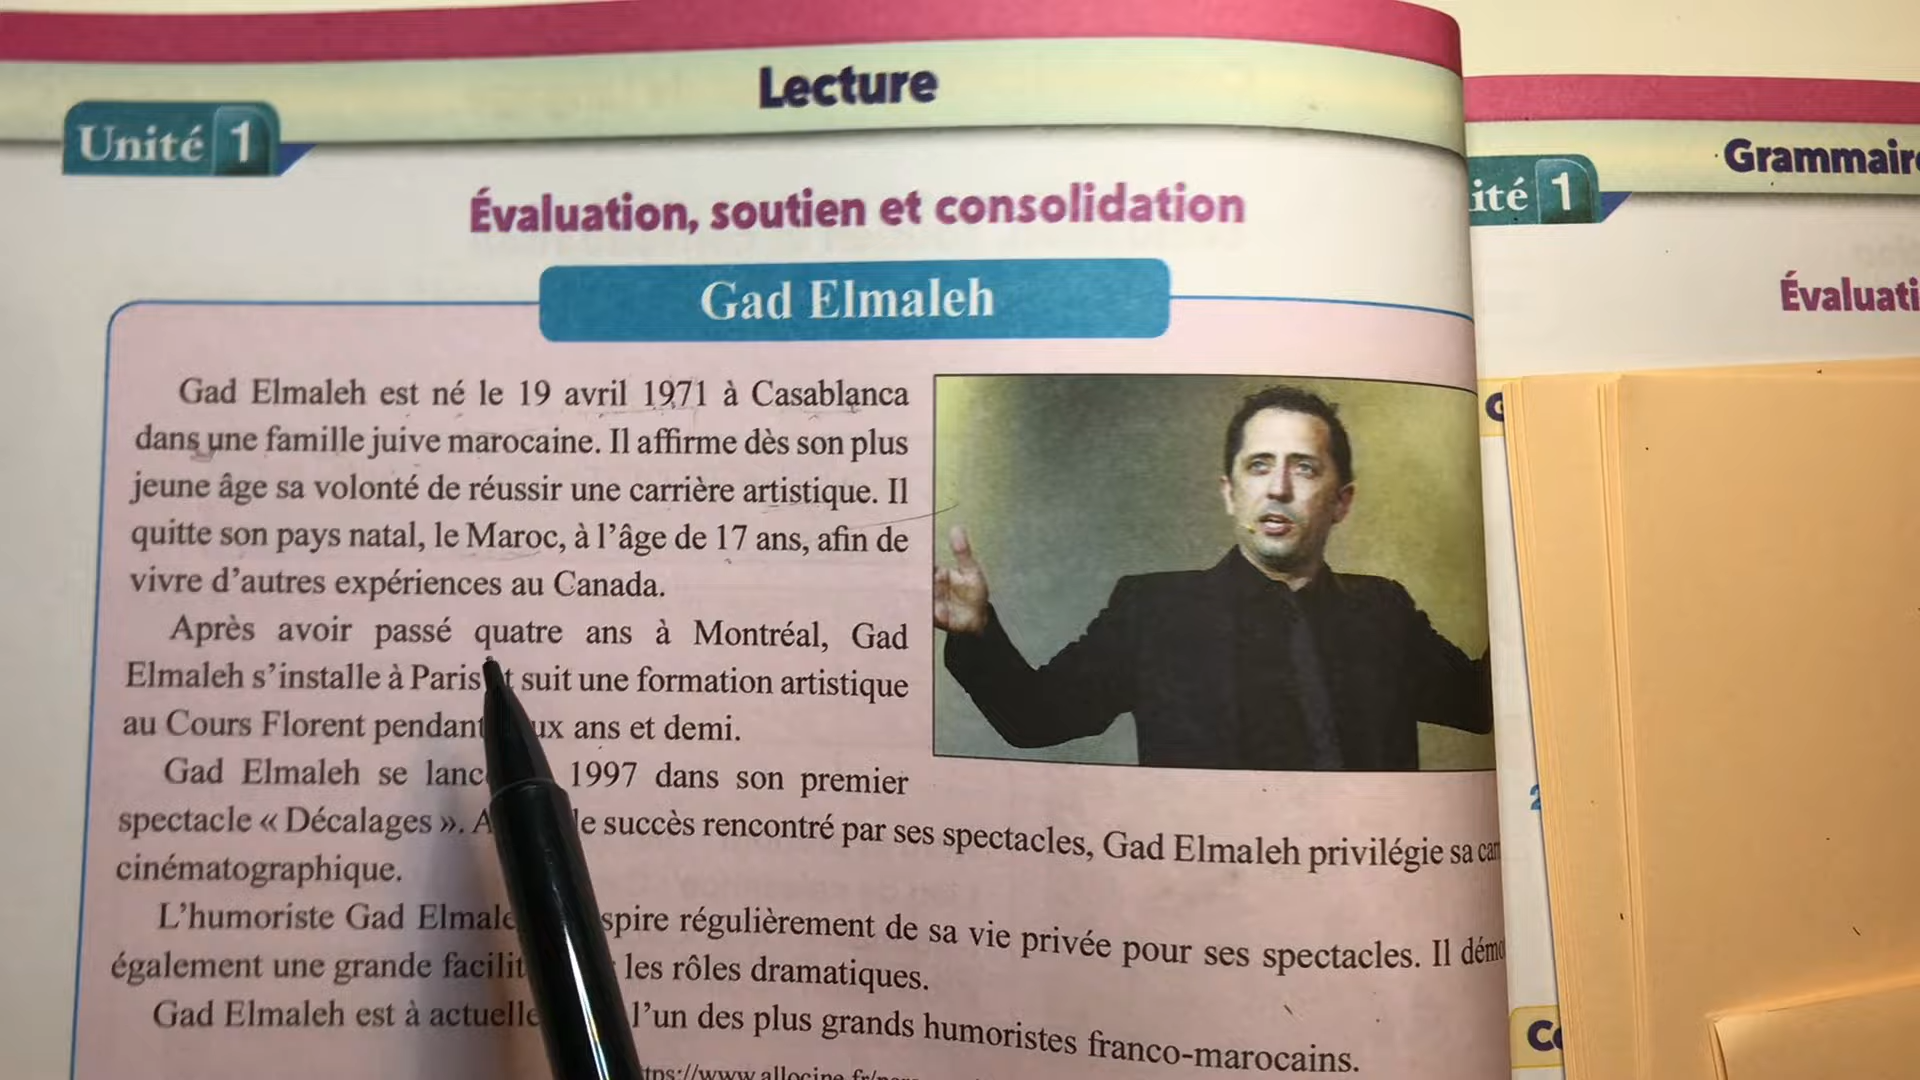 Lecture
Unité 1
Évaluation, soutien et consolidation
Gad Elmaleh
Gad Elmaleh est né le 19 avril 1971 à Casablanca
dans une famille juive marocaine. Il affirme dès son plus
jeune âge sa volonté de réussir une carrière artistique. Il
quitte son pays natal, le Maroc, à l'âge de 17 ans, afin de
vivre d'autres expériences au Canada.
Après avoir passé quatre ans à Montréal, Gad
Elmaleh s'installe à Paris suit une formation artistique
au Cours Florent pendant ans et demi.
Gad Elmaleh se 1997 dans son premier
spectacle « Décalages ». le succès rencontré par ses spectacles, Gad Elmaleh privilégie sa
cinématographique.
L'humoriste Gad régulièrement de sa vie privée pour ses spectacles. Il
également une grande les rôles dramatiques.
Gad Elmaleh est à l'un des plus grands humoristes franco-marocains.
Grammair
ité 1
Évaluati